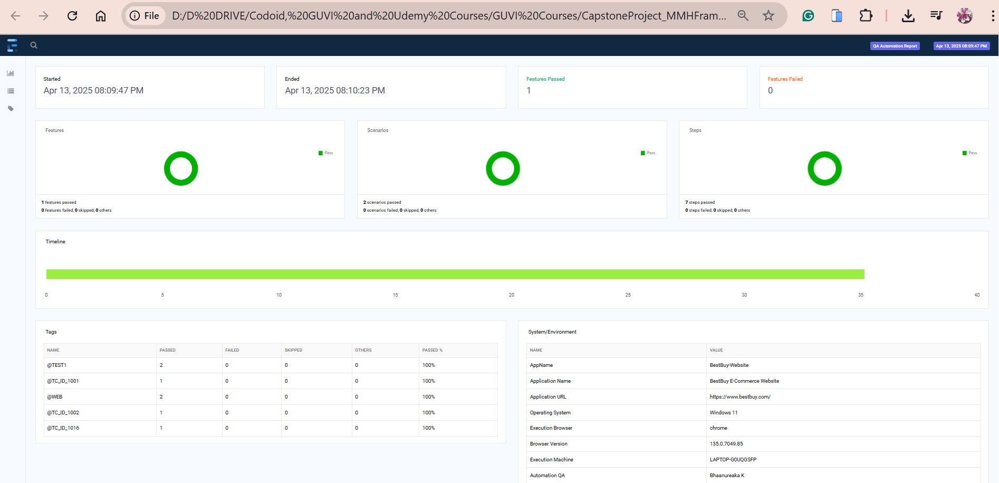 File D:/D%20DRIVE/Codoid,%20GUVI%20and%20Udemy%20Courses/GUVI%20Courses/CapstoneProject_MMHFram...
QA Automation Report Apr 13, 2025 08:09:47 PM
Started
Apr 13, 2025 08:09:47 PM
Ended
Apr 13, 2025 08:10:23 PM
Features Passed
1
Features Failed
0
Features
Pass
1 features passed
0 features failed, 0 skipped, 0 others
Scenarios
Pass
2 scenarios passed
0 scenarios failed, 0 skipped, 0 others
Steps
Pass
7 steps passed
0 steps failed, 0 skipped, 0 others
Timeline
0 5 10 15 20 25 30 35 40
Tags
NAME PASSED FAILED SKIPPED OTHERS PASSED %
@TEST1 2 0 0 0 100%
@TC_ID_1001 1 0 0 0 100%
@WEB 2 0 0 0 100%
@TC_ID_1002 1 0 0 0 100%
@TC_ID_1016 1 0 0 0 100%
System/Environment
NAME VALUE
AppName BestBuy-Website
Application Name BestBuy E-Commerce Website
Application URL https://www.bestbuy.com/
Operating System Windows 11
Execution Browser chrome
Browser Version 135.0.7049.85
Execution Machine LAPTOP-G0UQGSFP
Automation QA Bhaanureaka K